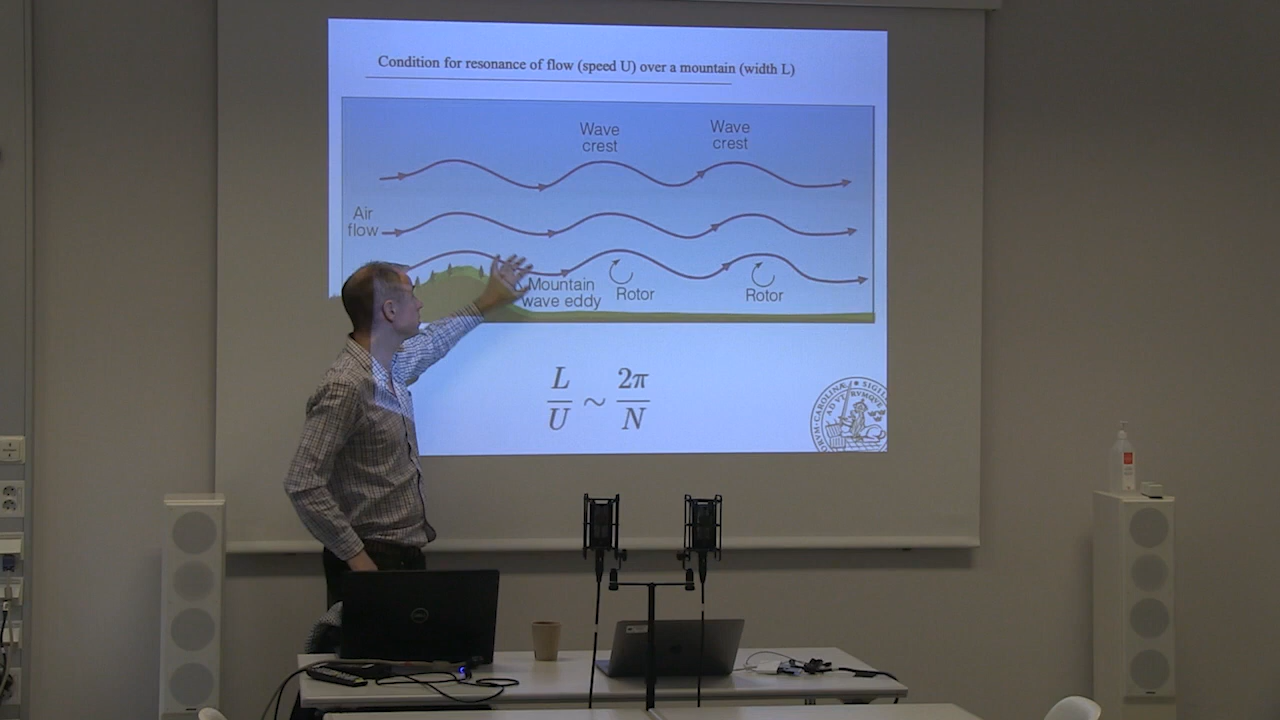 Condition for resonance of flow (speed U) over a mountain (width L)
Wave
crest
Wave
crest
Air
flow
Mountain
wave eddy
Rotor
Rotor
L/U ~ 2π/N
DELL